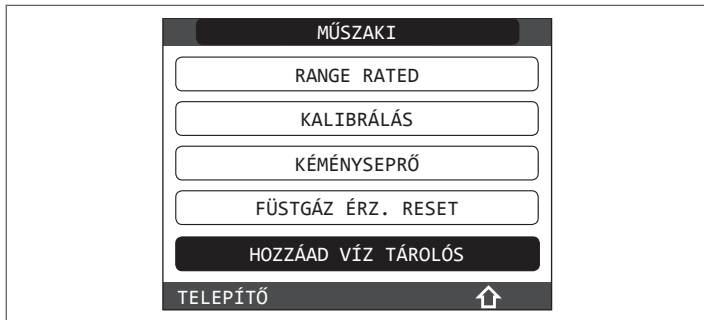 MŰSZAKI
RANGE RATED
KALIBRÁLÁS
KÉMÉNYSEPRŐ
FÜSTGÁZ ÉRZ. RESET
HOZZÁAD VÍZ TÁROLÓS
TELEPÍTŐ